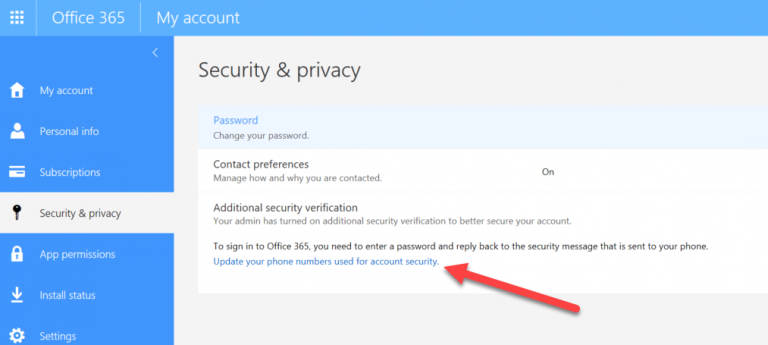 Office 365 My account
Security & privacy
My account
Personal info
Subscriptions
Security & privacy
App permissions
Install status
Settings
Password
Change your password.
Contact preferences
On
Manage how and why you are contacted.
Additional security verification
Your admin has turned on additional security verification to better secure your account.
To sign in to Office 365, you need to enter a password and reply back to the security message that is sent to your phone.
Update your phone numbers used for account security.